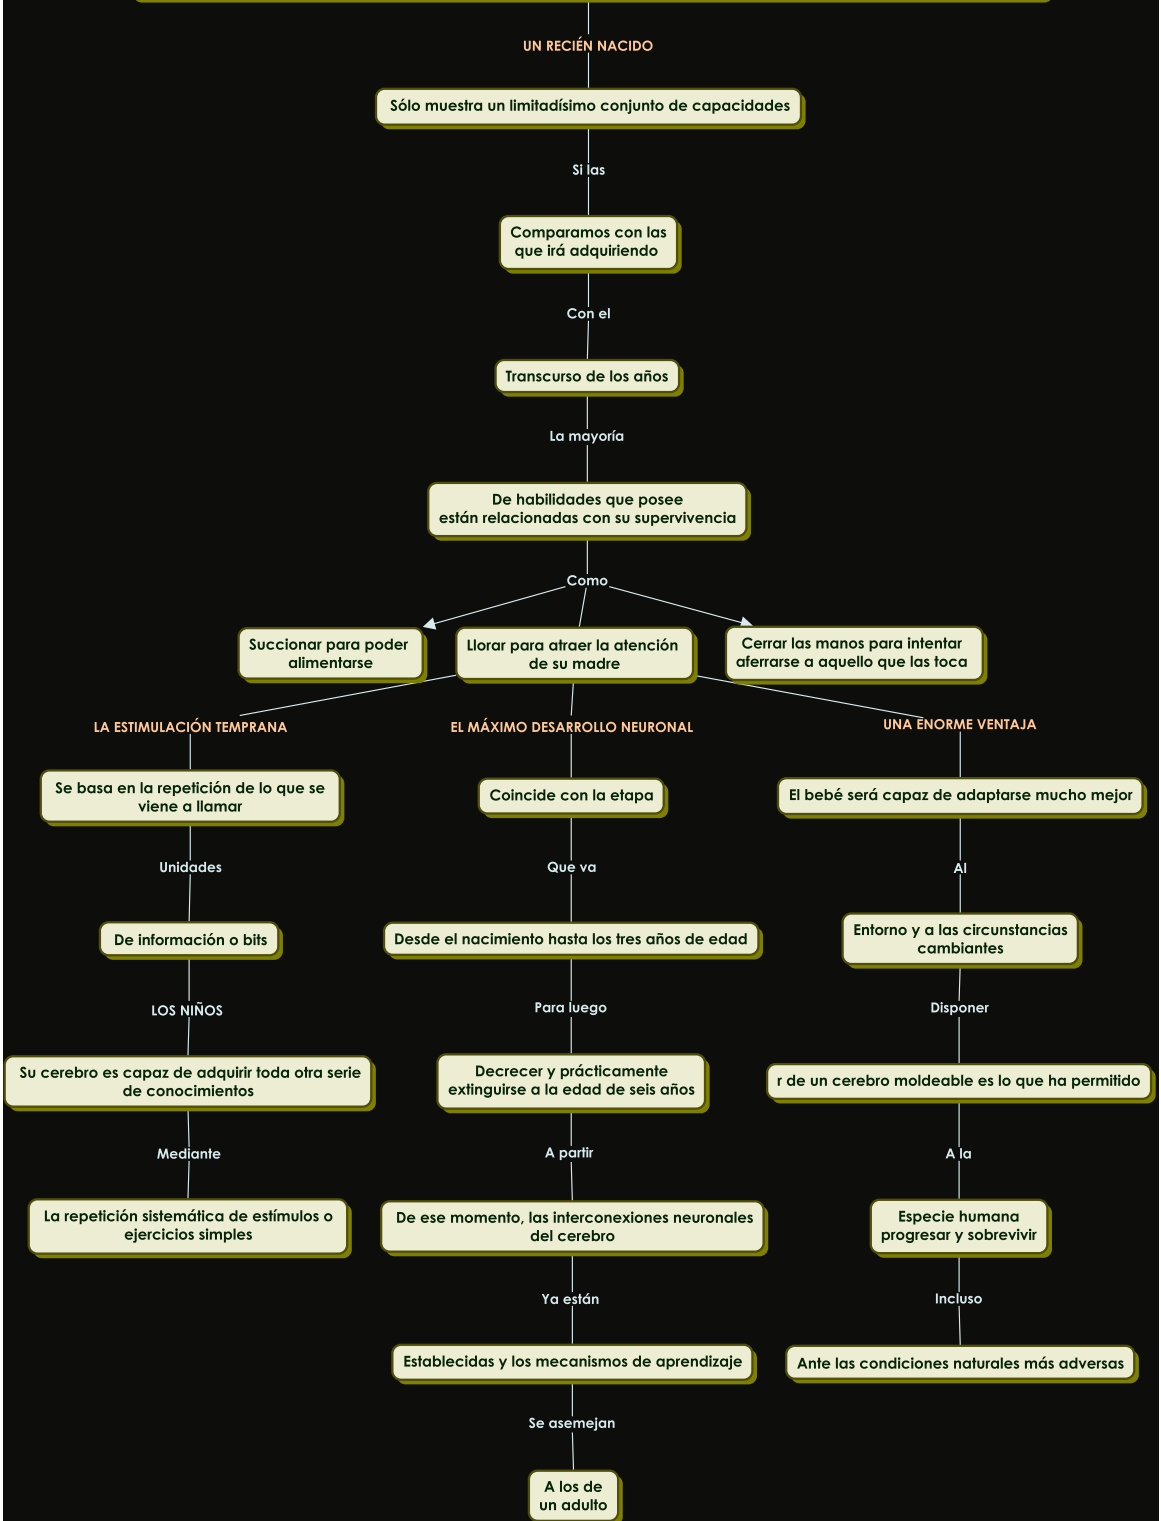 UN RECIÉN NACIDO
Sólo muestra un limitadísimo conjunto de capacidades
Si las
Comparamos con las
que irá adquiriendo
Con el
Transcurso de los años
La mayoría
De habilidades que posee
están relacionadas con su supervivencia
Como
Succionar para poder
alimentarse
Llorar para atraer la atención
de su madre
Cerrar las manos para intentar
aferrarse a aquello que las toca
LA ESTIMULACIÓN TEMPRANA
Se basa en la repetición de lo que se
viene a llamar
Unidades
De información o bits
LOS NIÑOS
Su cerebro es capaz de adquirir toda otra serie
de conocimientos
Mediante
La repetición sistemática de estímulos o
ejercicios simples
EL MÁXIMO DESARROLLO NEURONAL
Coincide con la etapa
Que va
Desde el nacimiento hasta los tres años de edad
Para luego
Decrecer y prácticamente
extinguirse a la edad de seis años
A partir
De ese momento, las interconexiones neuronales
del cerebro
Ya están
Establecidas y los mecanismos de aprendizaje
Se asemejan
A los de
un adulto
UNA ENORME VENTAJA
El bebé será capaz de adaptarse mucho mejor
Al
Entorno y a las circunstancias
cambiantes
Disponer
r de un cerebro moldeable es lo que ha permitido
A la
Especie humana
progresar y sobrevivir
Incluso
Ante las condiciones naturales más adversas